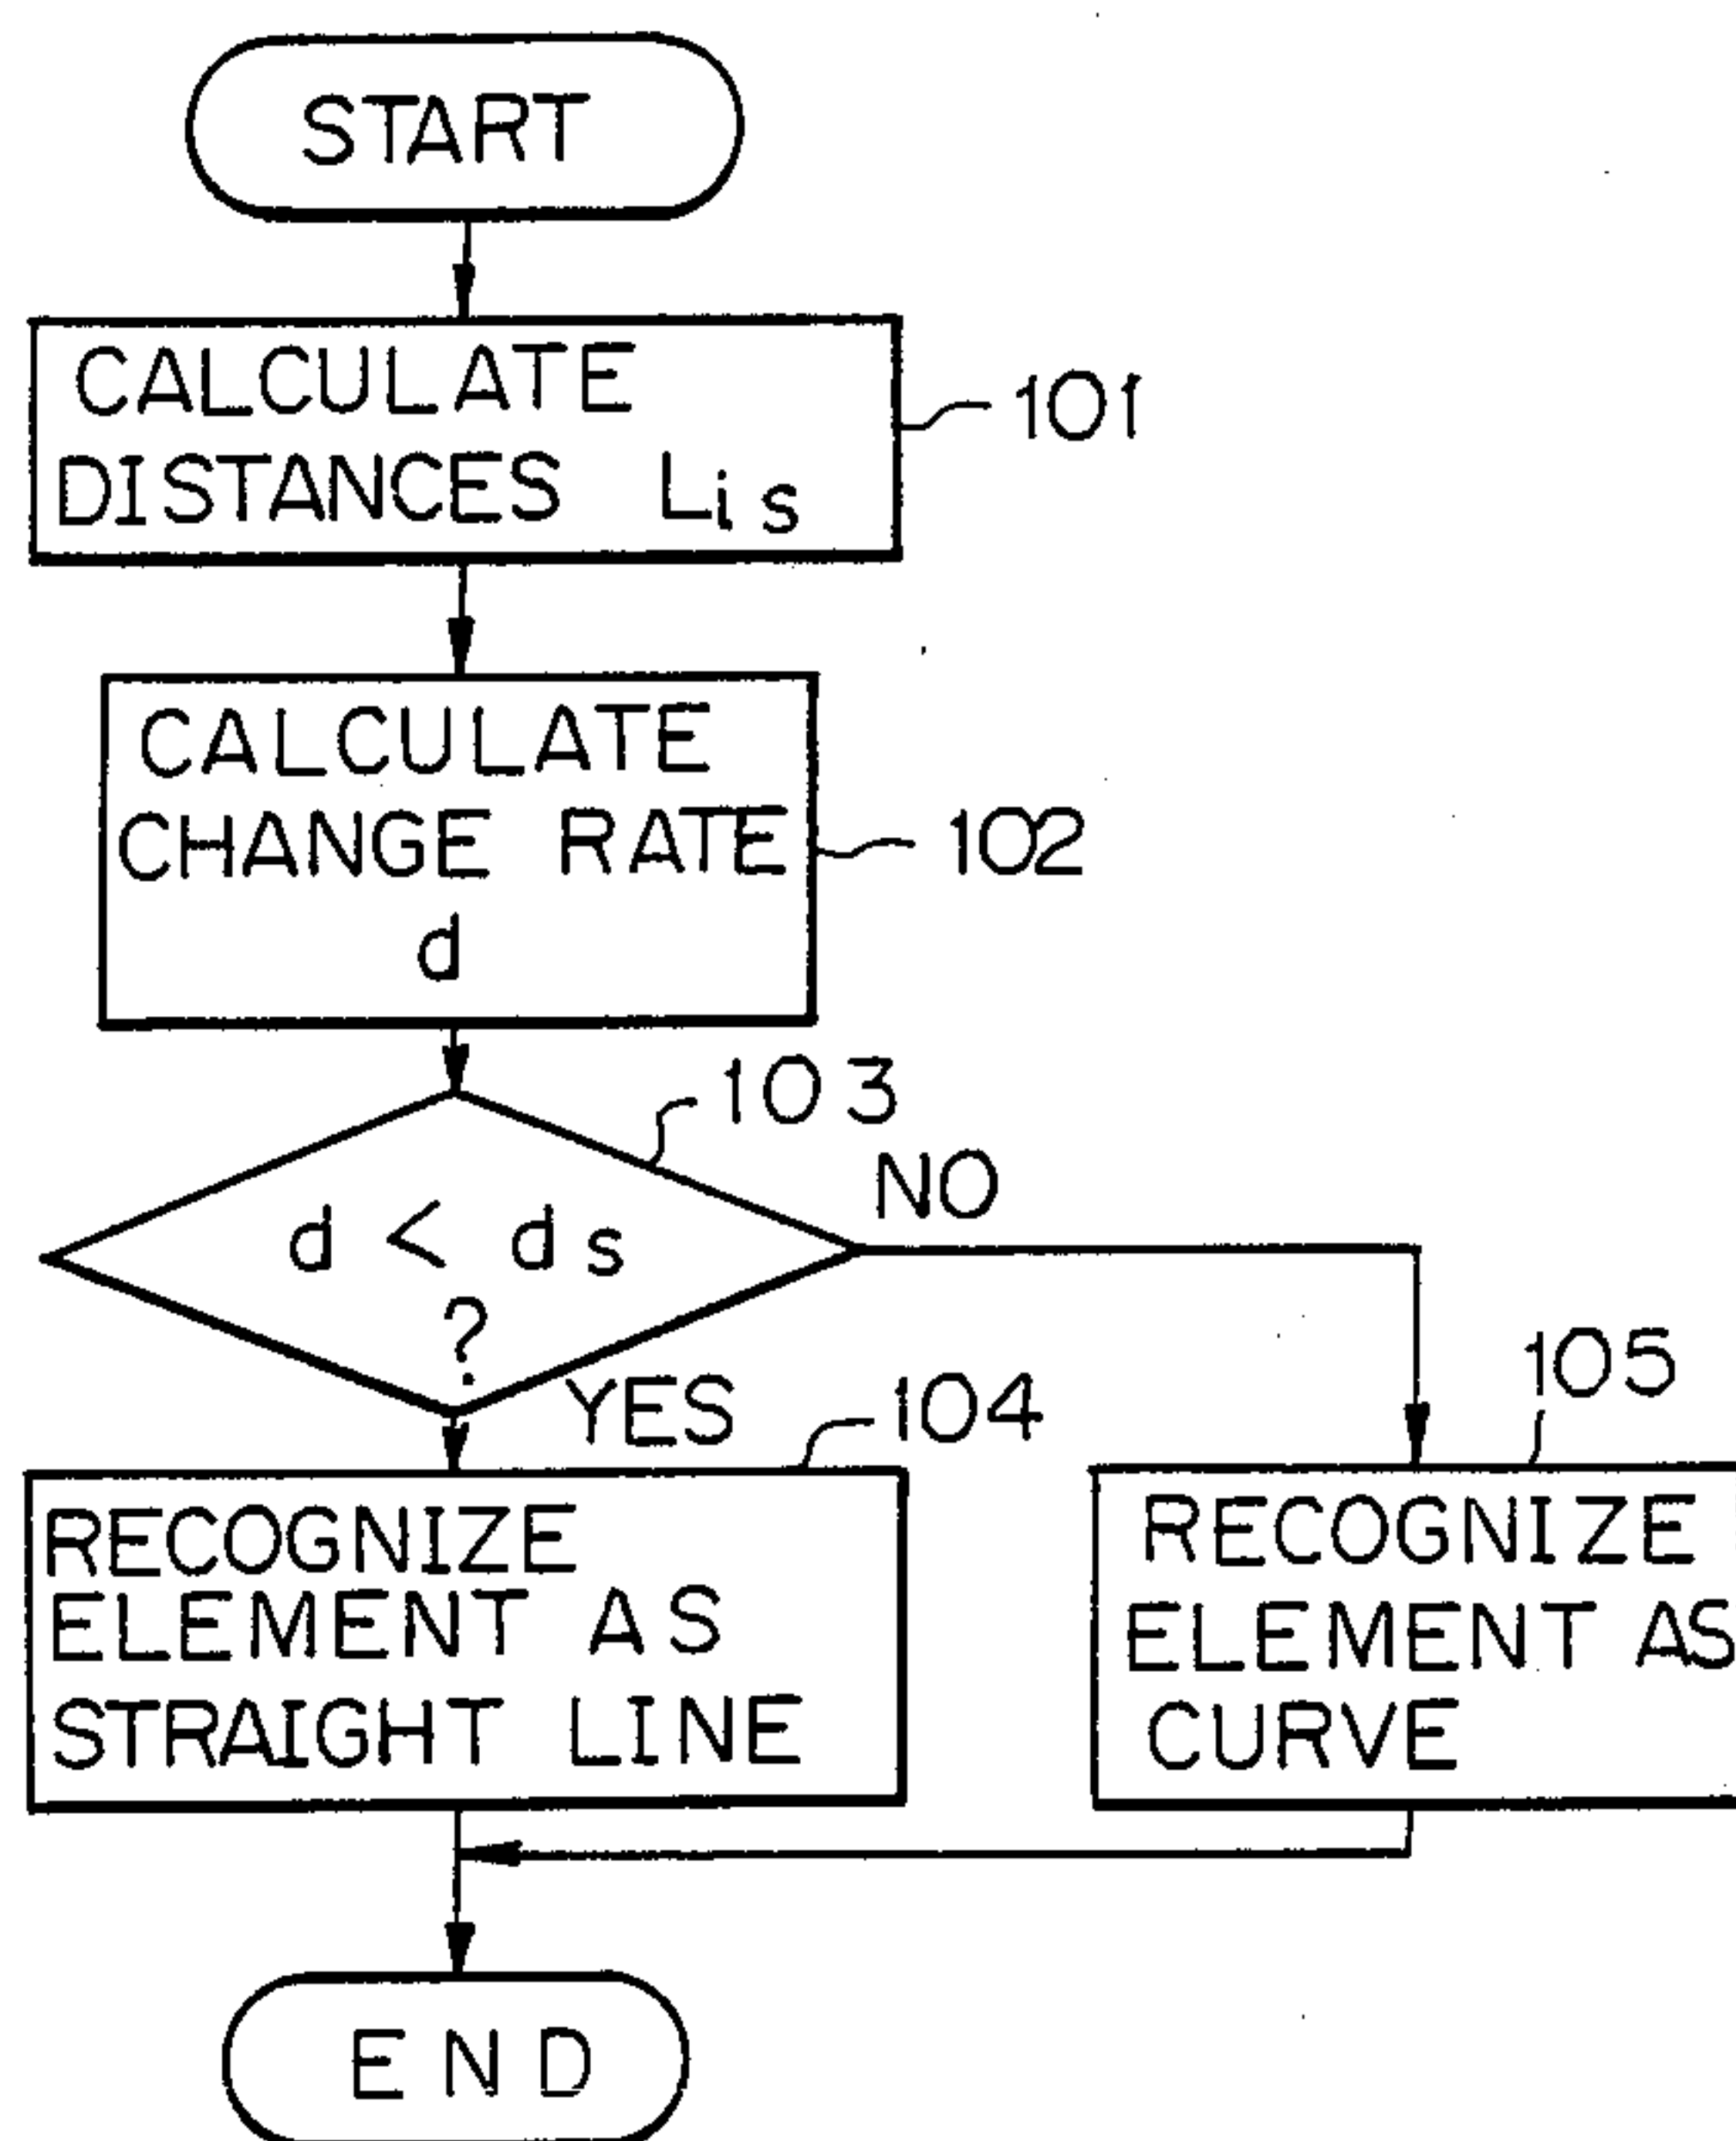 START
CALCULATE
DISTANCES Lis
101
CALCULATE
CHANGE RATE
d
102
103
d < ds
?
NO
YES
104
105
RECOGNIZE
ELEMENT AS
STRAIGHT LINE
RECOGNIZE
ELEMENT AS
CURVE
END